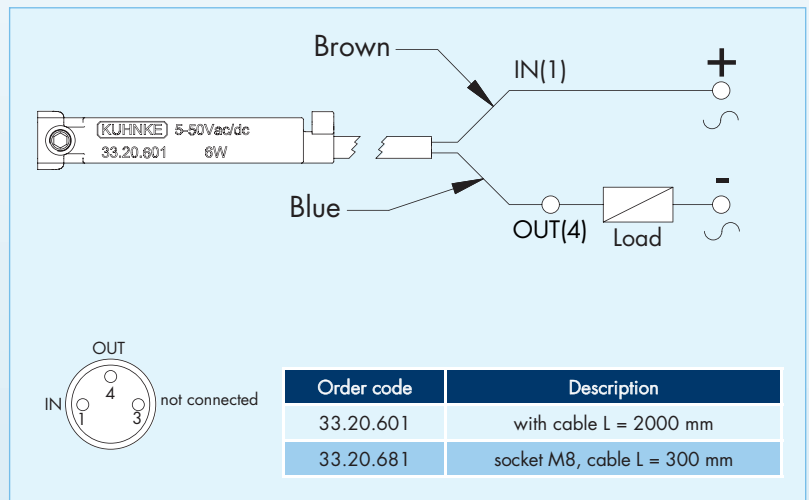 Brown
IN(1)
+
KUHNKE 5-50Vac/dc
33.20.601 6W
-
Blue
OUT(4)
Load
OUT
4
IN
1
3
not connected
Order code Description
33.20.601 with cable L = 2000 mm
33.20.681 socket M8, cable L = 300 mm